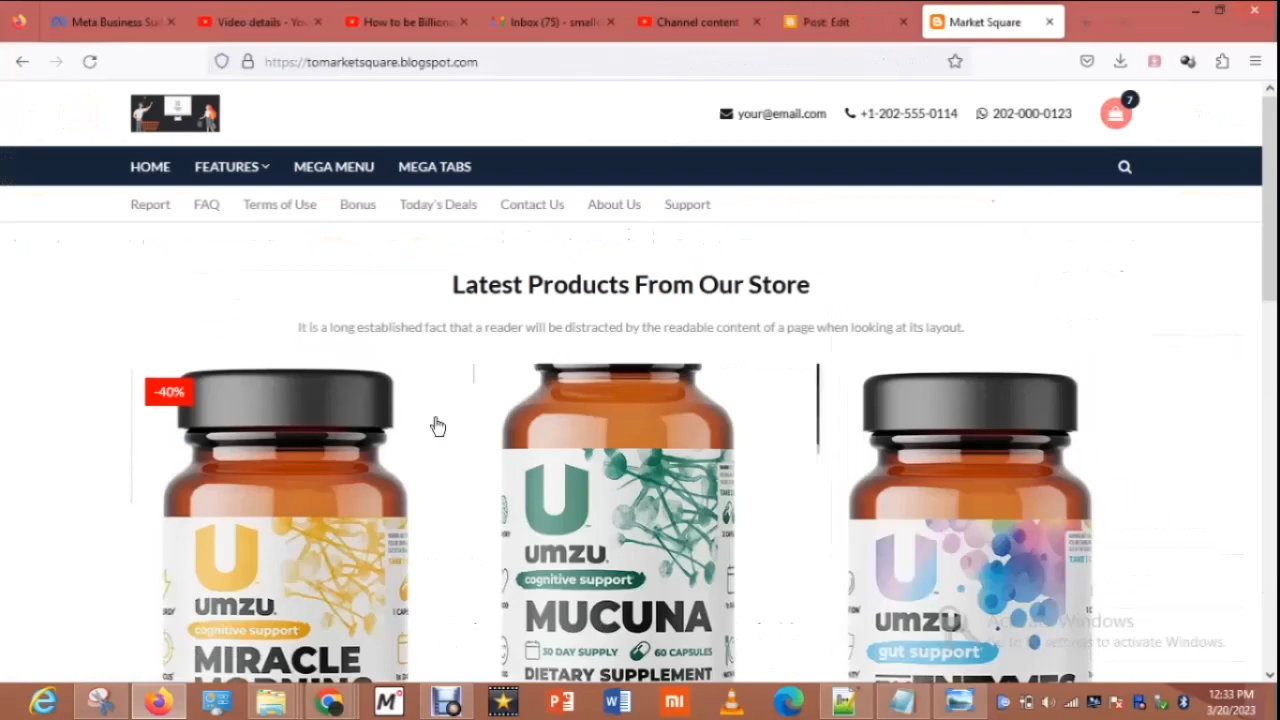 Meta Business Sui
Video details - Yo
How to be Billion
Inbox (75) - small
Channel content
Post: Edit
Market Square
https://tomarketsquare.blogspot.com
your@email.com
+1-202-555-0114
202-000-0123
7
HOME
FEATURES
MEGA MENU
MEGA TABS
Report
FAQ
Terms of Use
Bonus
Today's Deals
Contact Us
About Us
Support
Latest Products From Our Store
It is a long established fact that a reader will be distracted by the readable content of a page when looking at its layout.
-40%
umzu
cognitive support
MIRACLE
umzu
cognitive support
MUCUNA
30 DAY SUPPLY
60 CAPSULES
DIETARY SUPPLEMENT
umzu
gut support
Activate Windows
settings to activate Windows.
12:33 PM
3/20/2023